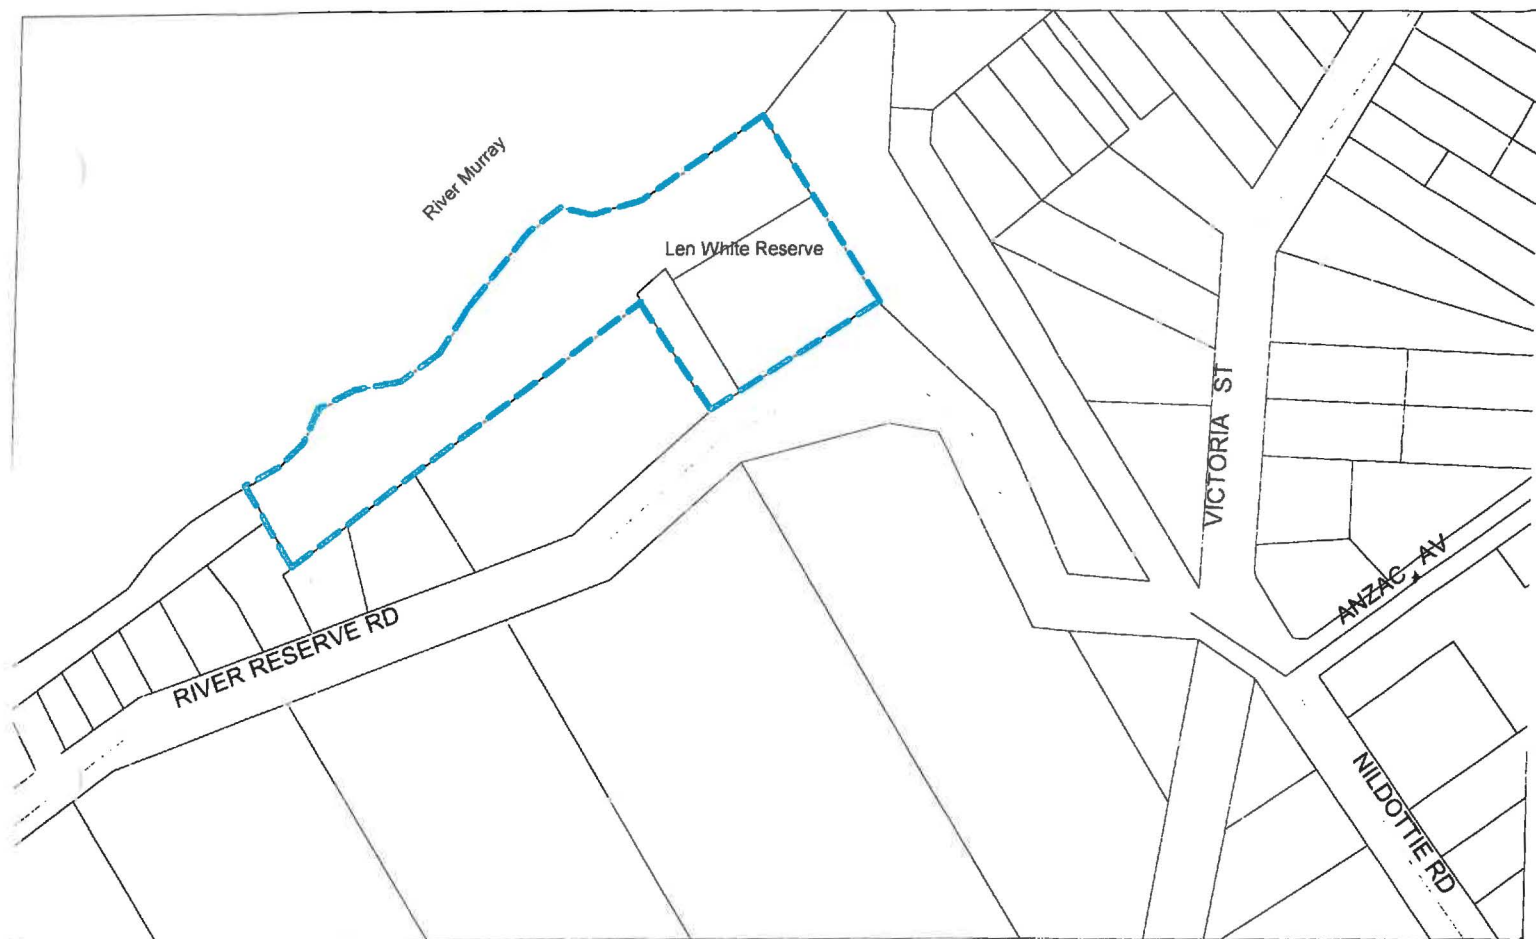 River Murray
Len White Reserve
VICTORIA ST
ANZAC AV
RIVER RESERVE RD
NILDOTTIE RD